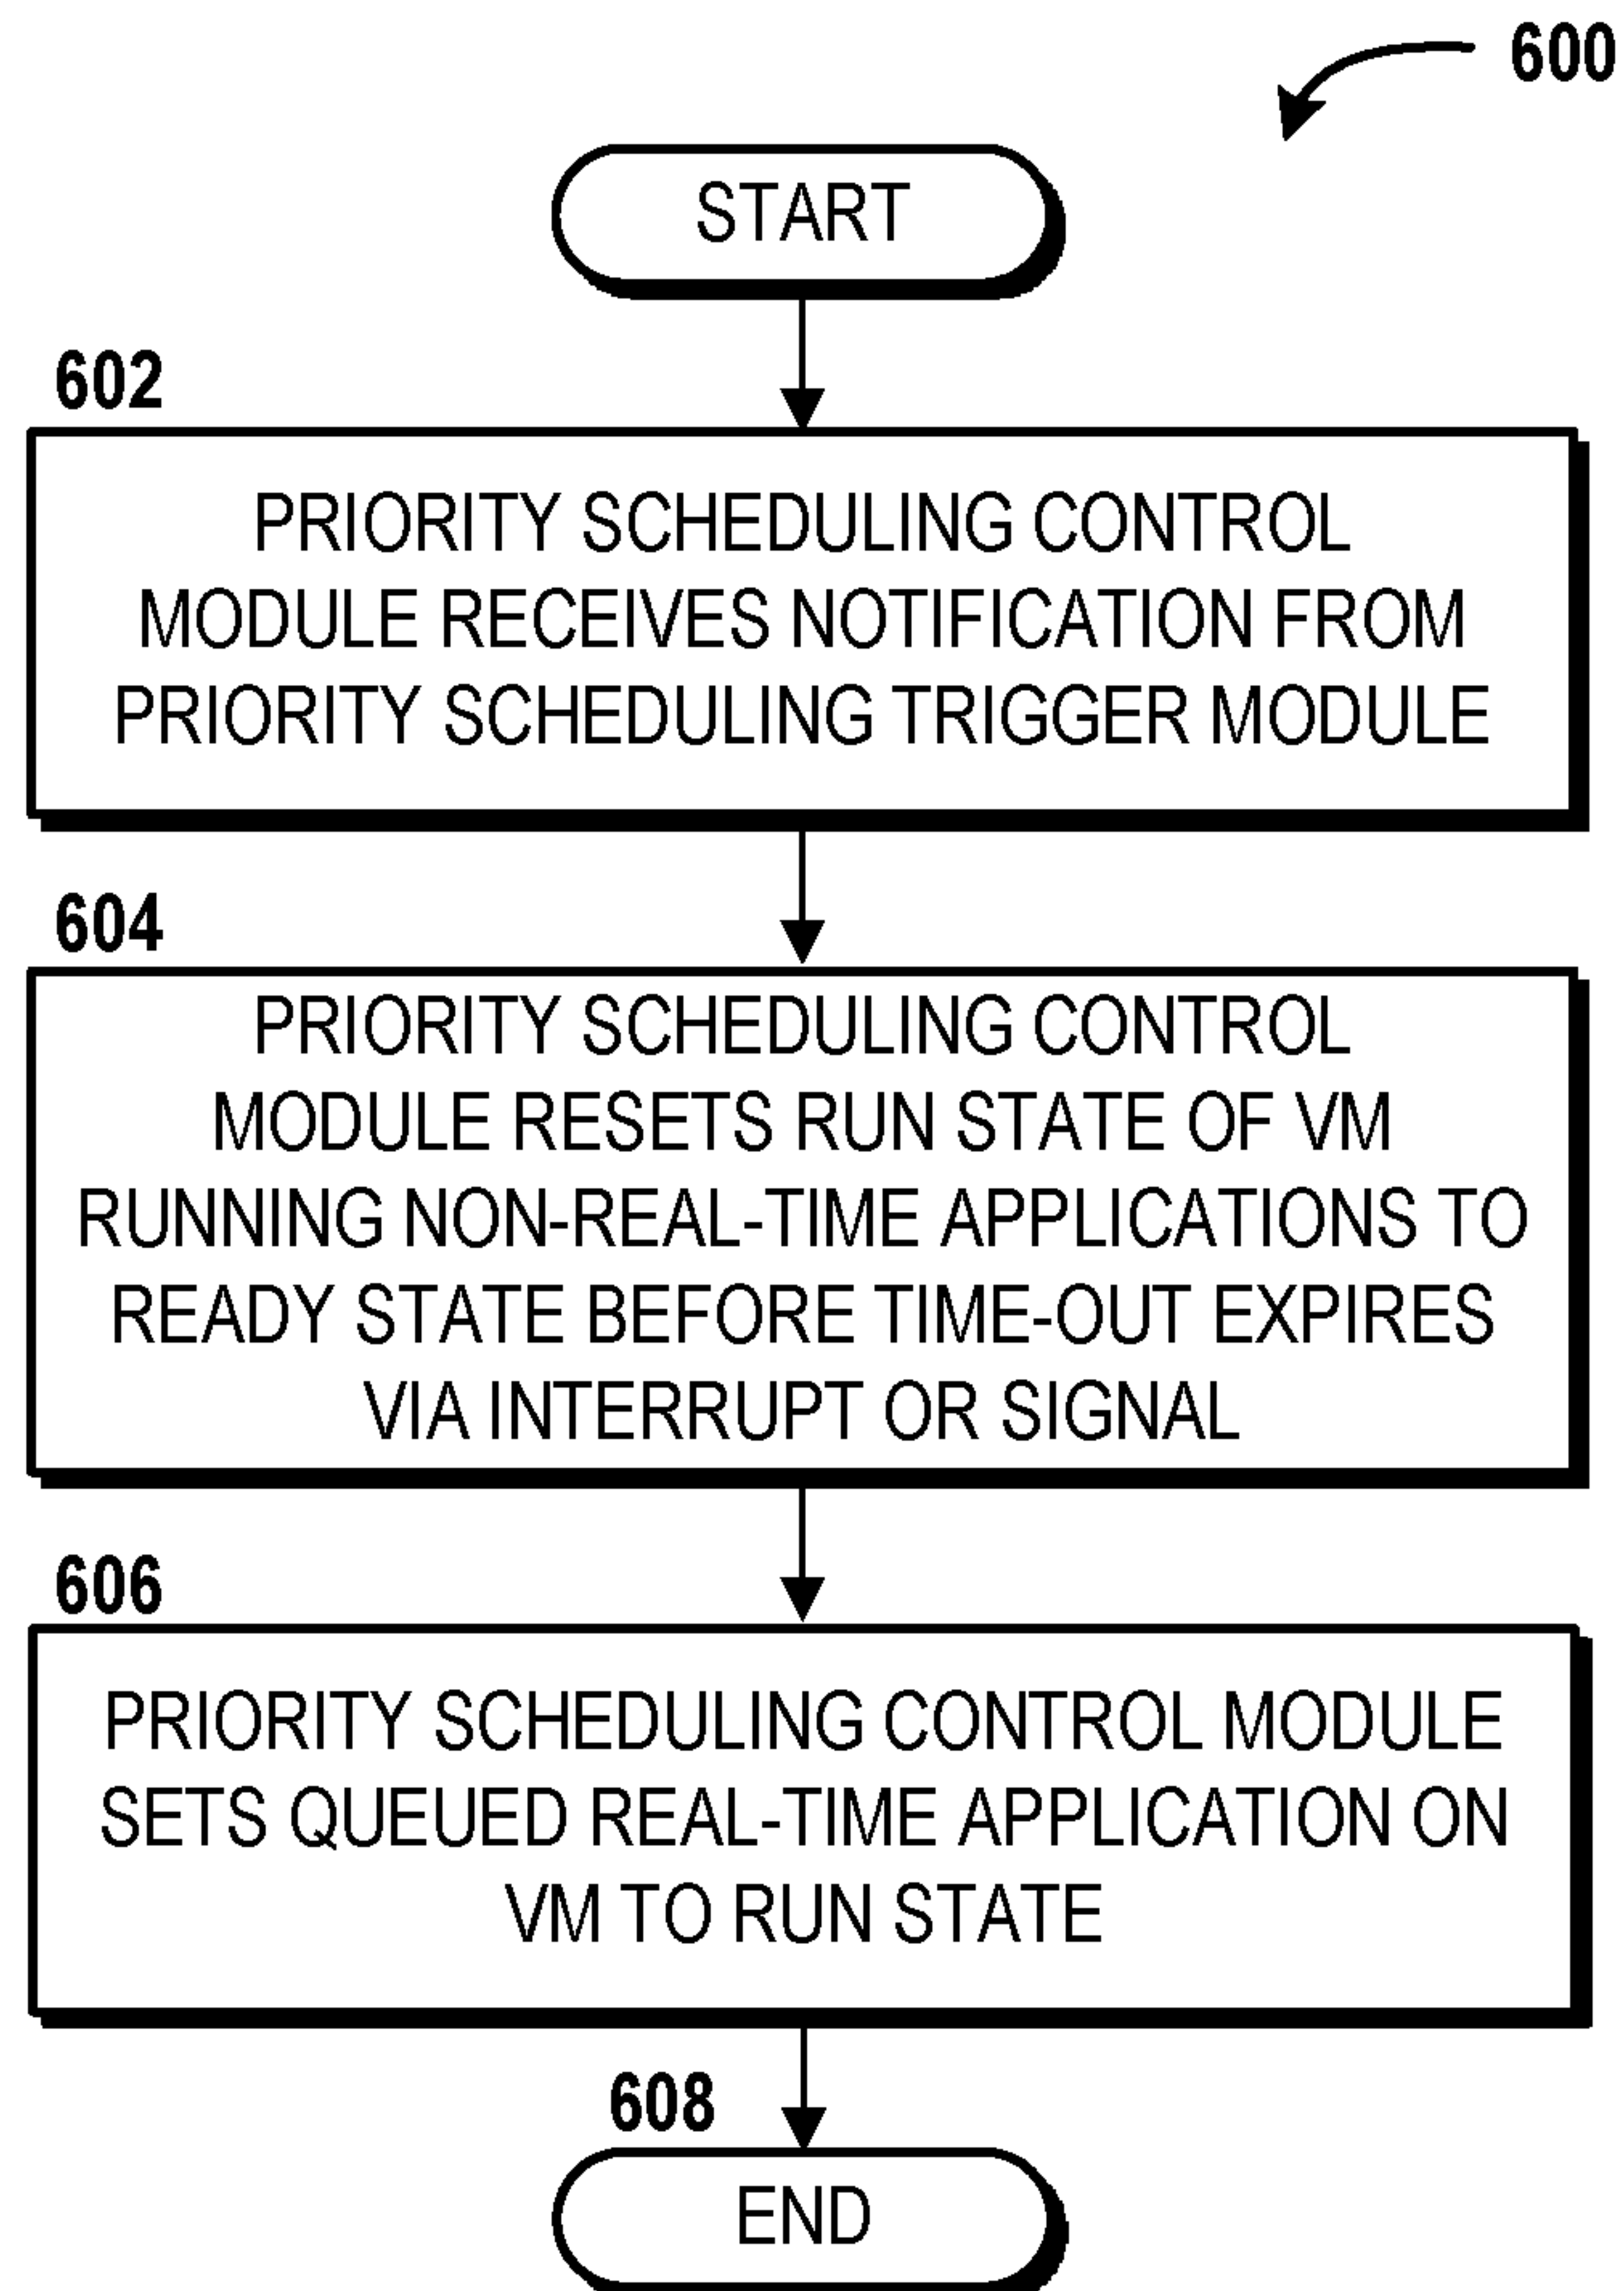 600
START
602
PRIORITY SCHEDULING CONTROL
MODULE RECEIVES NOTIFICATION FROM
PRIORITY SCHEDULING TRIGGER MODULE
604
PRIORITY SCHEDULING CONTROL
MODULE RESETS RUN STATE OF VM
RUNNING NON-REAL-TIME APPLICATIONS TO
READY STATE BEFORE TIME-OUT EXPIRES
VIA INTERRUPT OR SIGNAL
606
PRIORITY SCHEDULING CONTROL MODULE
SETS QUEUED REAL-TIME APPLICATION ON
VM TO RUN STATE
608
END